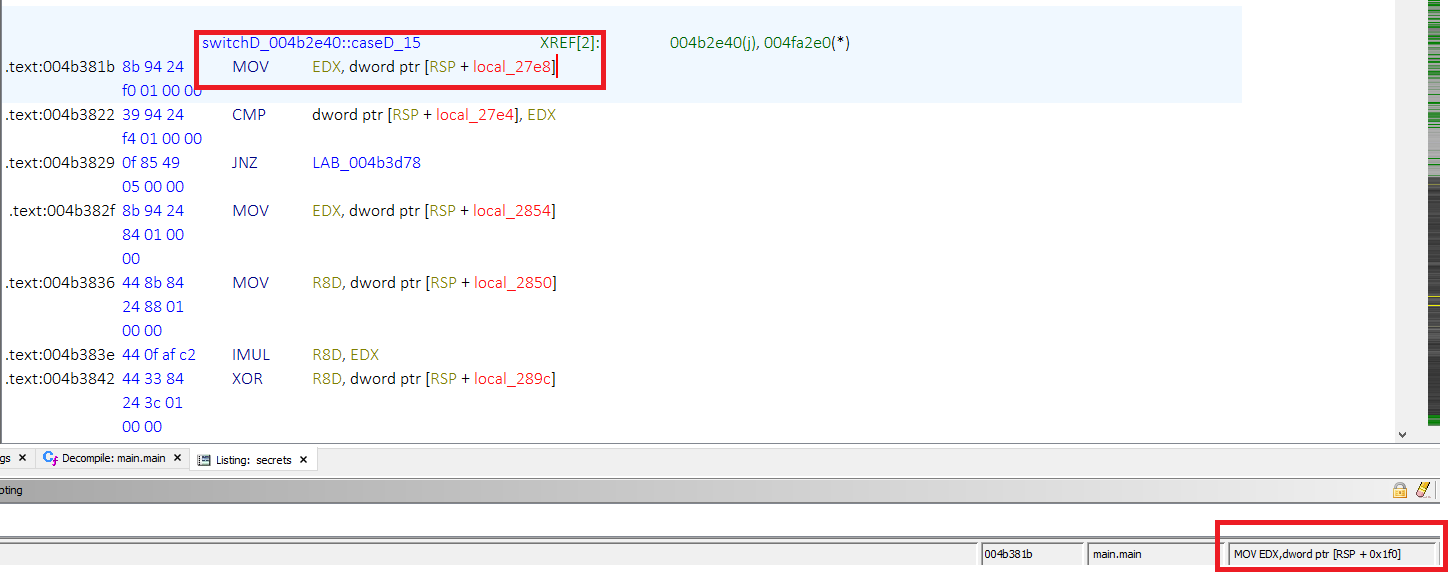 switchD_004b2e40::caseD_15 XREF[2]: 004b2e40(j), 004fa2e0(*)
.text:004b381b 8b 94 24 MOV EDX, dword ptr [RSP + local_27e8]
f0 01 00 00
.text:004b3822 39 94 24 CMP dword ptr [RSP + local_27e4], EDX
f4 01 00 00
.text:004b3829 0f 85 49 JNZ LAB_004b3d78
05 00 00
.text:004b382f 8b 94 24 MOV EDX, dword ptr [RSP + local_2854]
84 01 00
00
.text:004b3836 44 8b 84 MOV R8D, dword ptr [RSP + local_2850]
24 88 01
00 00
.text:004b383e 44 0f af c2 IMUL R8D, EDX
.text:004b3842 44 33 84 XOR R8D, dword ptr [RSP + local_289c]
24 3c 01
00 00
gs Decompile: main.main Listing: secrets
oting
004b381b main.main MOV EDX,dword ptr [RSP + 0x1f0]